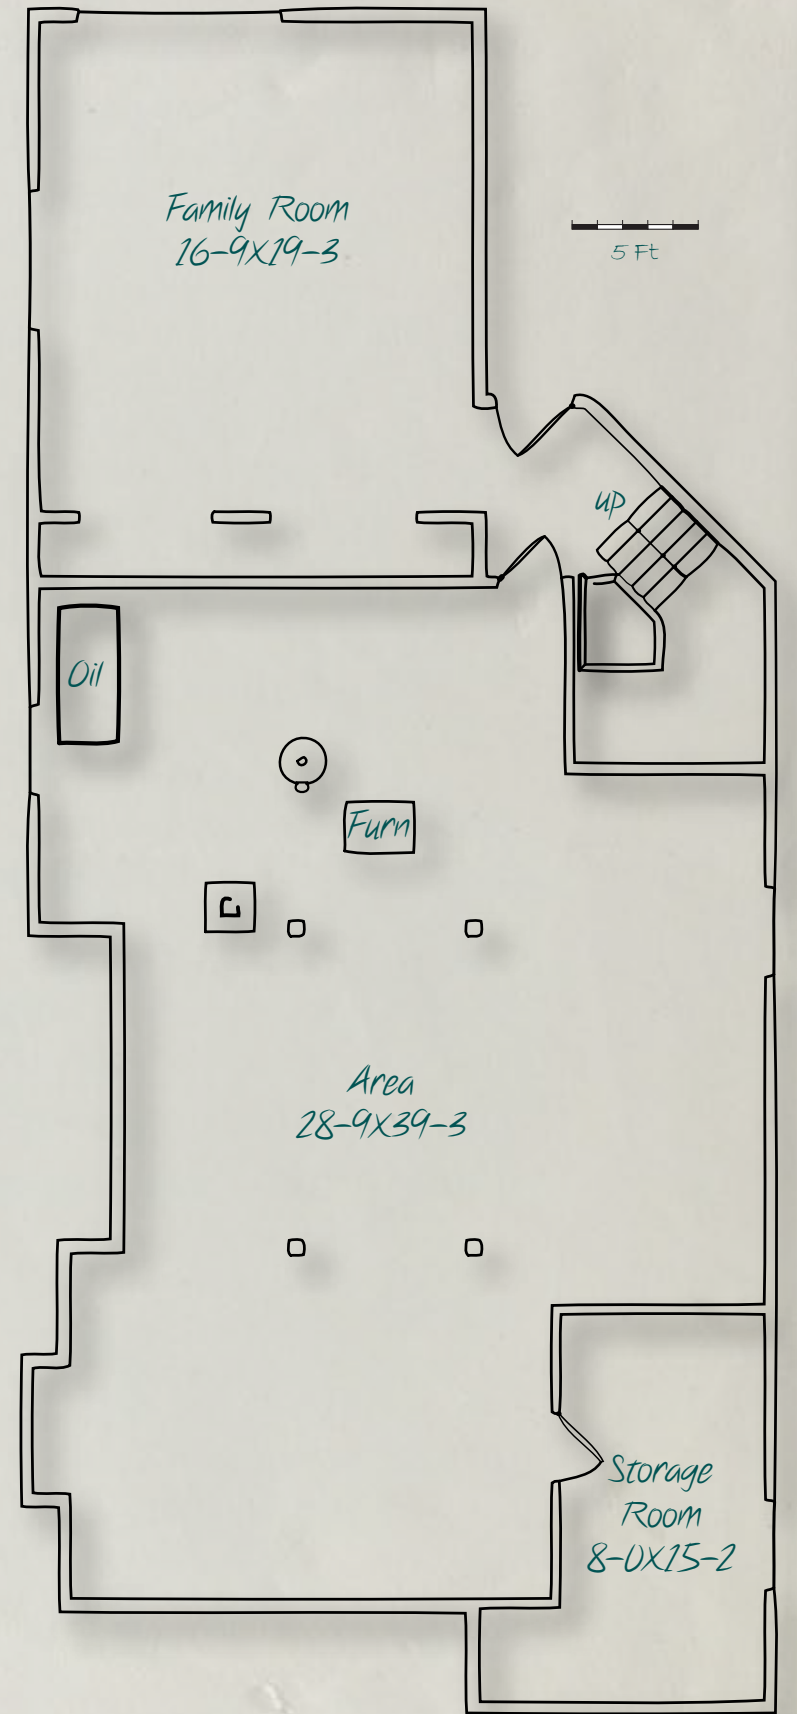 Family Room
16-9X19-3
5 Ft
up
Oil
Furn
Area
28-9X39-3
Storage
Room
8-0X15-2